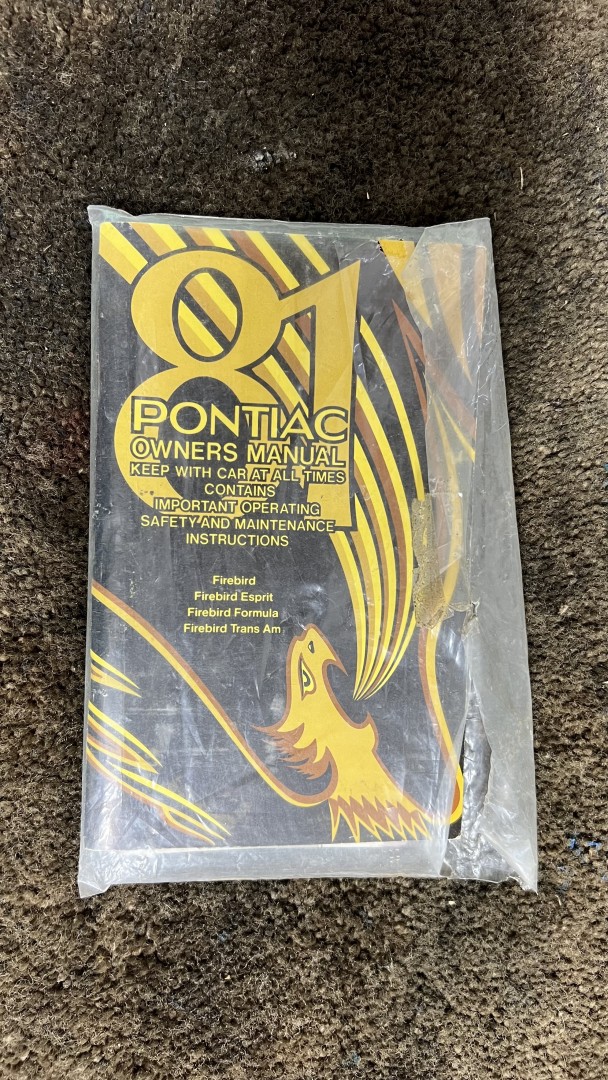 81
PONTIAC
OWNERS MANUAL
KEEP WITH CAR AT ALL TIMES
CONTAINS
IMPORTANT OPERATING
SAFETY AND MAINTENANCE
INSTRUCTIONS
Firebird
Firebird Esprit
Firebird Formula
Firebird Trans Am